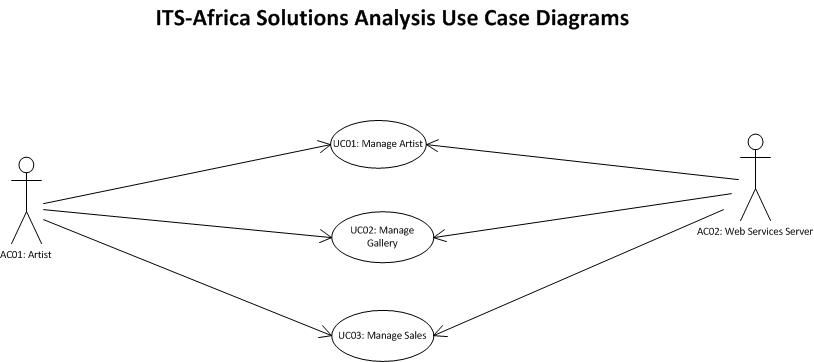 ITS-Africa Solutions Analysis Use Case Diagrams
UC01: Manage Artist
UC02: Manage
Gallery
AC02: Web Services Server
AC01: Artist
UC03: Manage Sales